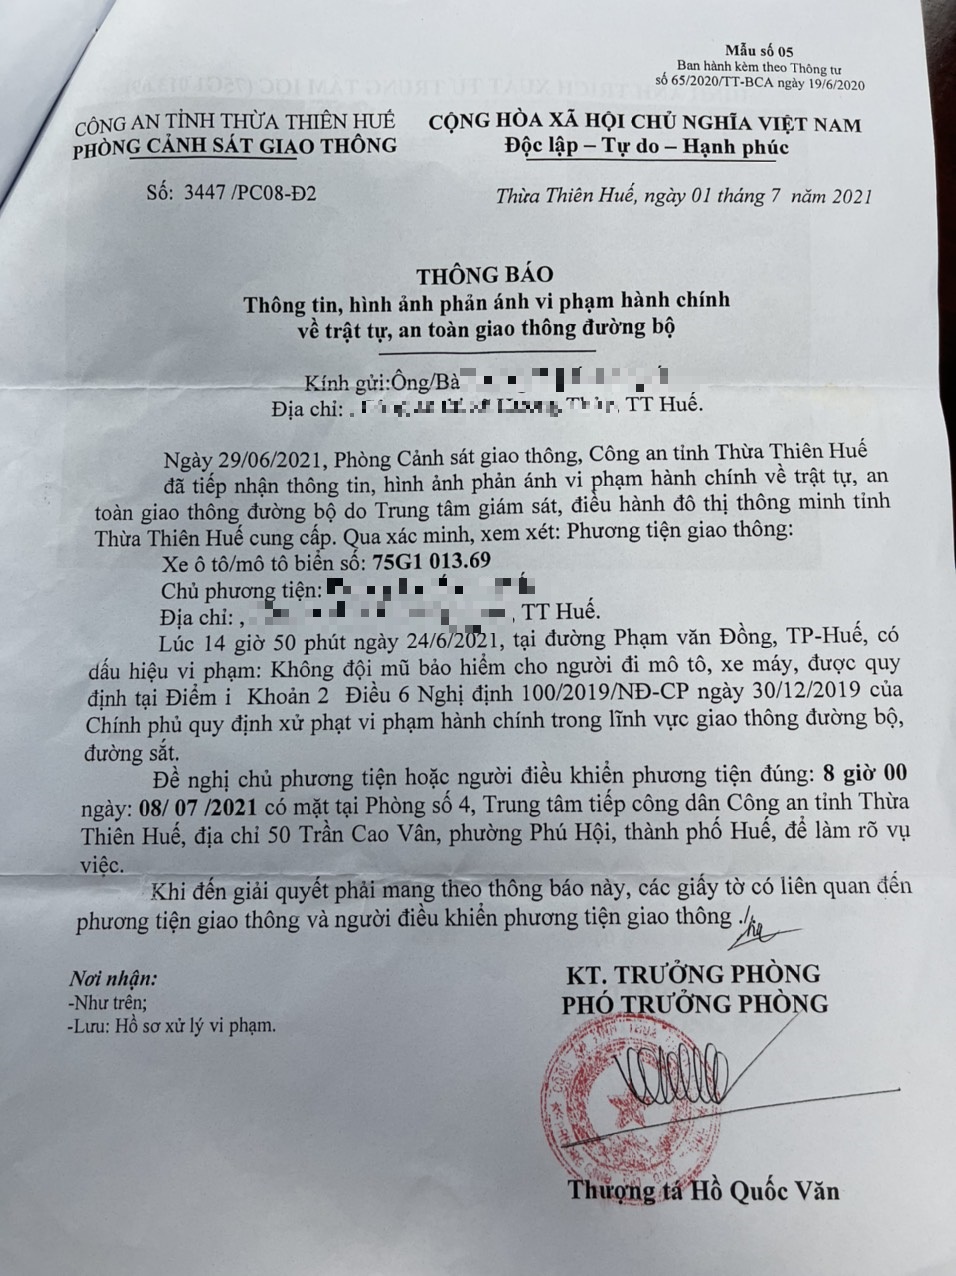 Mẫu số 05
Ban hành kèm theo Thông tư
số 65/2020/TT-BCA ngày 19/6/2020
CÔNG AN TỈNH THỪA THIÊN HUẾ
PHÒNG CẢNH SÁT GIAO THÔNG
CỘNG HÒA XÃ HỘI CHỦ NGHĨA VIỆT NAM
Độc lập – Tự do – Hạnh phúc
Số: 3447 /PC08-Đ2
Thừa Thiên Huế, ngày 01 tháng 7 năm 2021
THÔNG BÁO
Thông tin, hình ảnh phản ánh vi phạm hành chính
về trật tự, an toàn giao thông đường bộ
Kính gửi:Ông/Bà
Địa chỉ: , TT Huế.
Ngày 29/06/2021, Phòng Cảnh sát giao thông, Công an tỉnh Thừa Thiên Huế
đã tiếp nhận thông tin, hình ảnh phản ánh vi phạm hành chính về trật tự, an
toàn giao thông đường bộ do Trung tâm giám sát, điều hành đô thị thông minh tỉnh
Thừa Thiên Huế cung cấp. Qua xác minh, xem xét: Phương tiện giao thông:
Xe ô tô/mô tô biển số: 75G1 013.69
Chủ phương tiện:
Địa chỉ: , , TT Huế.
Lúc 14 giờ 50 phút ngày 24/6/2021, tại đường Phạm văn Đồng, TP-Huế, có
dấu hiệu vi phạm: Không đội mũ bảo hiểm cho người đi mô tô, xe máy, được quy
định tại Điểm i Khoản 2 Điều 6 Nghị định 100/2019/NĐ-CP ngày 30/12/2019 của
Chính phủ quy định xử phạt vi phạm hành chính trong lĩnh vực giao thông đường bộ,
đường sắt.
Đề nghị chủ phương tiện hoặc người điều khiển phương tiện đúng: 8 giờ 00
ngày: 08/ 07 /2021 có mặt tại Phòng số 4, Trung tâm tiếp công dân Công an tỉnh Thừa
Thiên Huế, địa chỉ 50 Trần Cao Vân, phường Phú Hội, thành phố Huế, để làm rõ vụ
việc.
Khi đến giải quyết phải mang theo thông báo này, các giấy tờ có liên quan đến
phương tiện giao thông và người điều khiển phương tiện giao thông ./
Nơi nhận:
-Như trên;
-Lưu: Hồ sơ xử lý vi phạm.
KT. TRƯỞNG PHÒNG
PHÓ TRƯỞNG PHÒNG
Thượng tá Hồ Quốc Văn